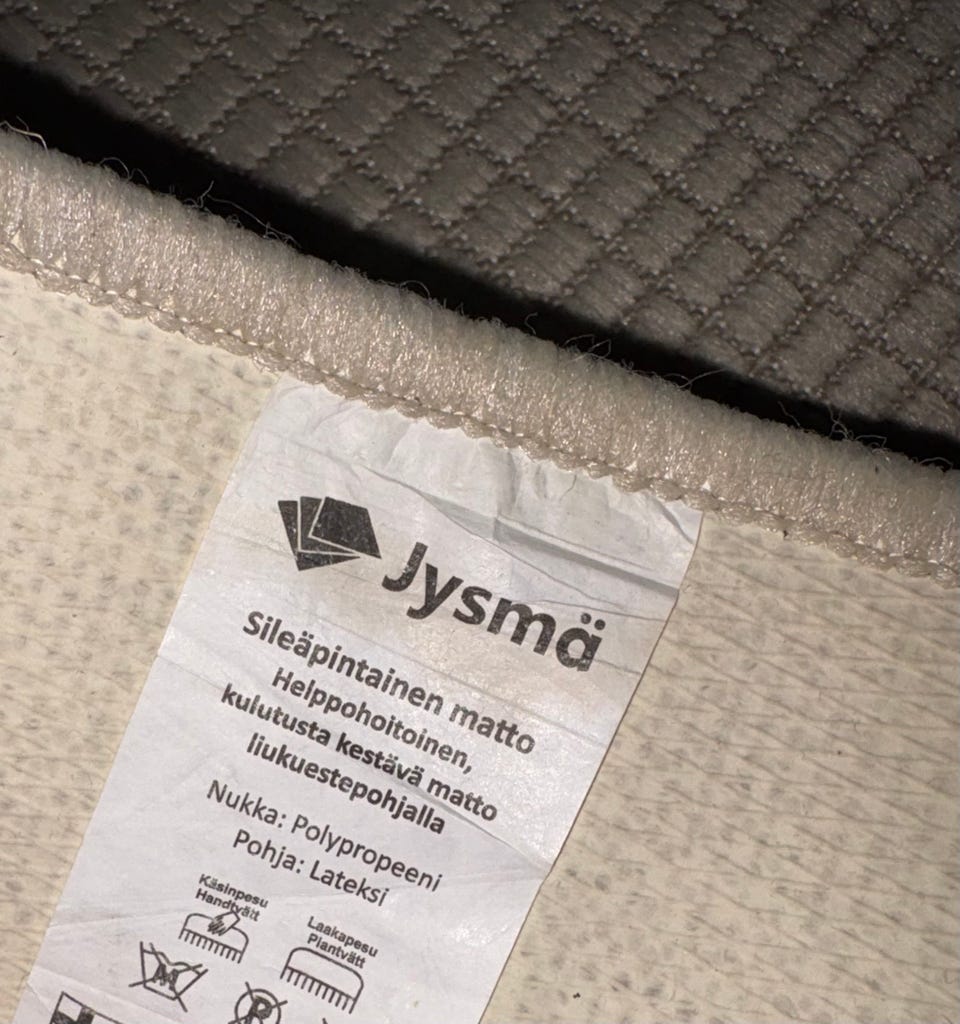 Jysmä
Sileäpintainen matto
Helppohoitoinen,
kulutusta kestävä matto
liukuestepohjalla
Nukka: Polypropeeni
Pohja: Lateksi
Käsinpesu
Handtvätt
Laakapesu
Plantvätt
M
P